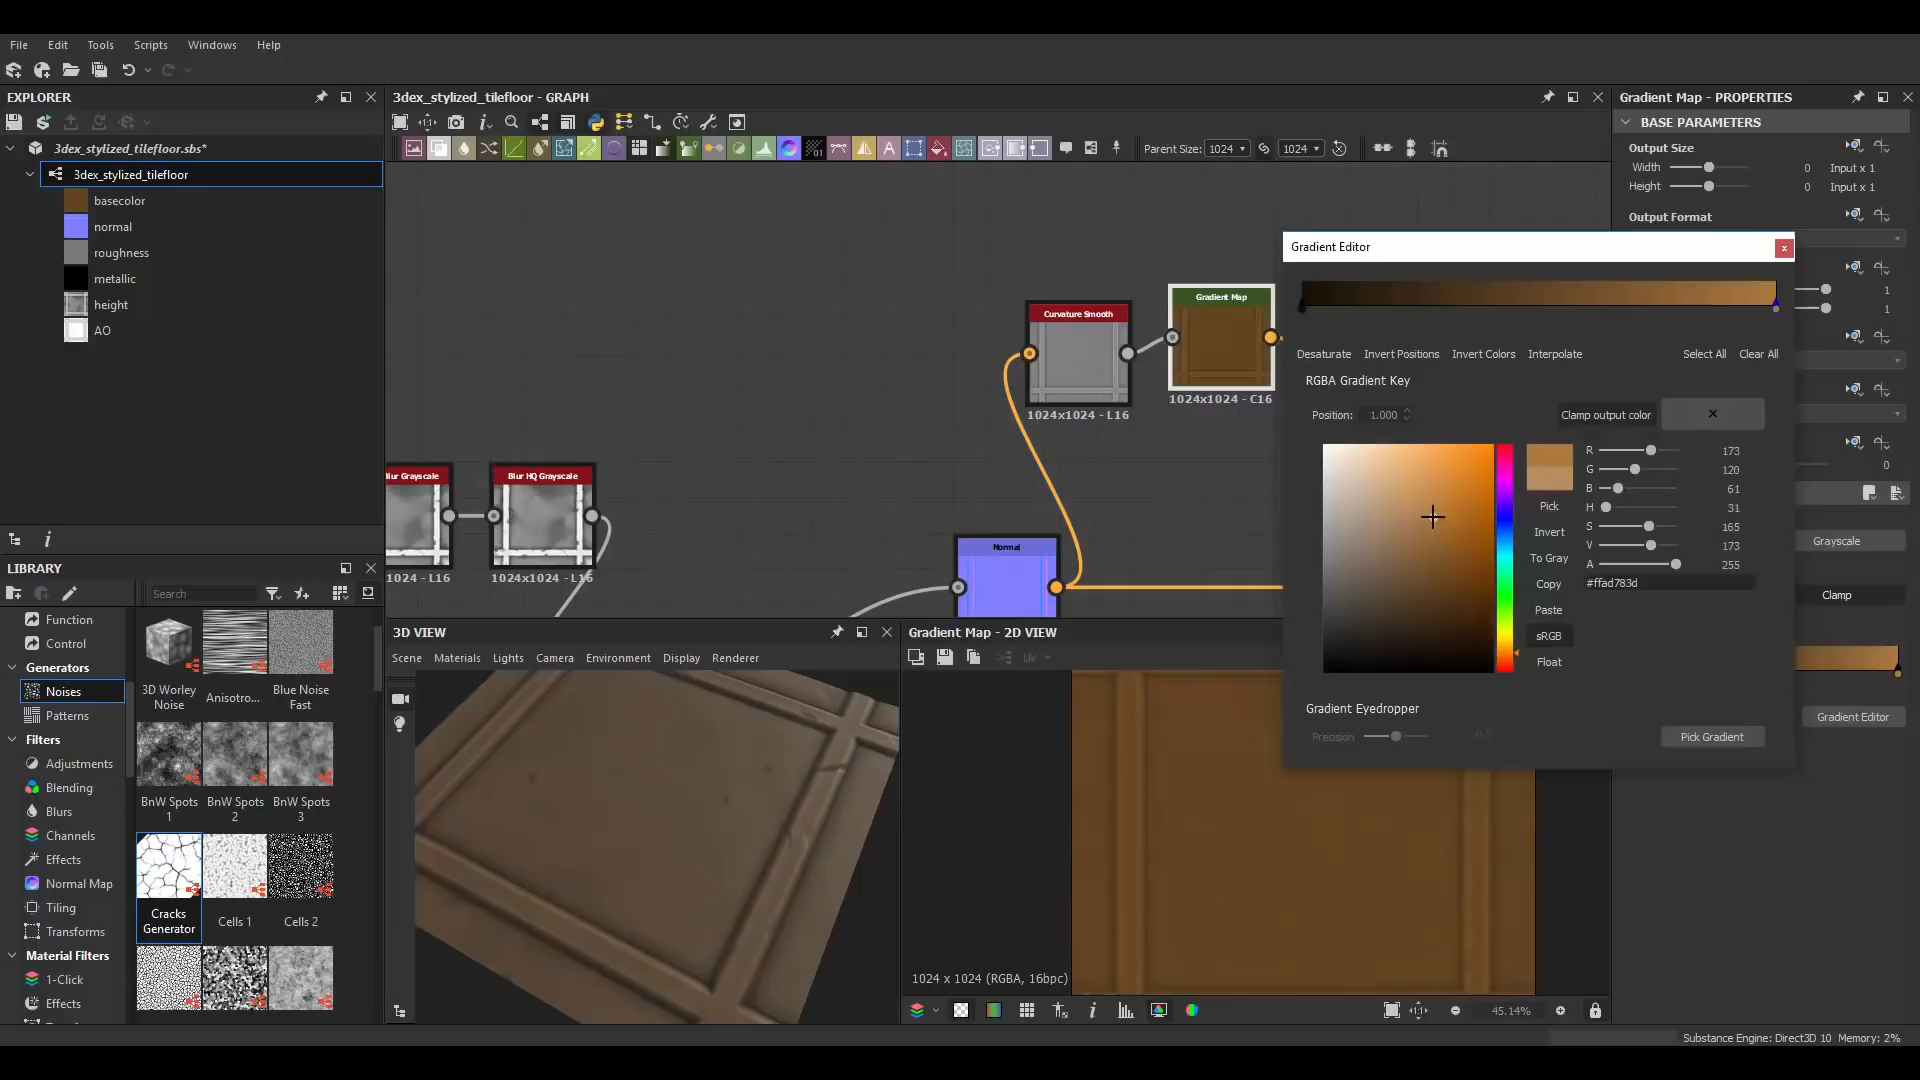 File Edit Tools Scripts Windows Help
EXPLORER
3dex_stylized_tilefloor.sbs*
3dex_stylized_tilefloor
basecolor
normal
roughness
metallic
height
AO
LIBRARY
Search
Function
Control
Generators
Noises
Patterns
Filters
Adjustments
Blending
Blurs
Channels
Effects
Normal Map
Tiling
Transforms
Material Filters
1-Click
Effects
3D Worley Noise
Anisotro...
Blue Noise Fast
BnW Spots 1
BnW Spots 2
BnW Spots 3
Cracks Generator
Cells 1
Cells 2
3dex_stylized_tilefloor - GRAPH
Parent Size: 1024 1024
Curvature Smooth
1024x1024 - L16
Gradient Map
1024x1024 - C16
Blur Grayscale
1024 - L16
Blur HQ Grayscale
1024x1024 - L16
Normal
3D VIEW
Scene Materials Lights Camera Environment Display Renderer
Gradient Map - 2D VIEW
UV
1024 x 1024 (RGBA, 16bpc)
45.14%
Gradient Editor
x
Desaturate Invert Positions Invert Colors Interpolate Select All Clear All
RGBA Gradient Key
Position: 1.000 Clamp output color
R 173
G 120
B 61
H 31
S 165
V 173
A 255
#ffad783d
Pick
Invert
To Gray
Copy
Paste
sRGB
Float
Gradient Eyedropper
Precision 0.5 Pick Gradient
Gradient Map - PROPERTIES
BASE PARAMETERS
Output Size
Width 0 Input x 1
Height 0 Input x 1
Output Format
1
1
0
Grayscale
Clamp
Gradient Editor
Substance Engine: Direct3D 10 Memory: 2%